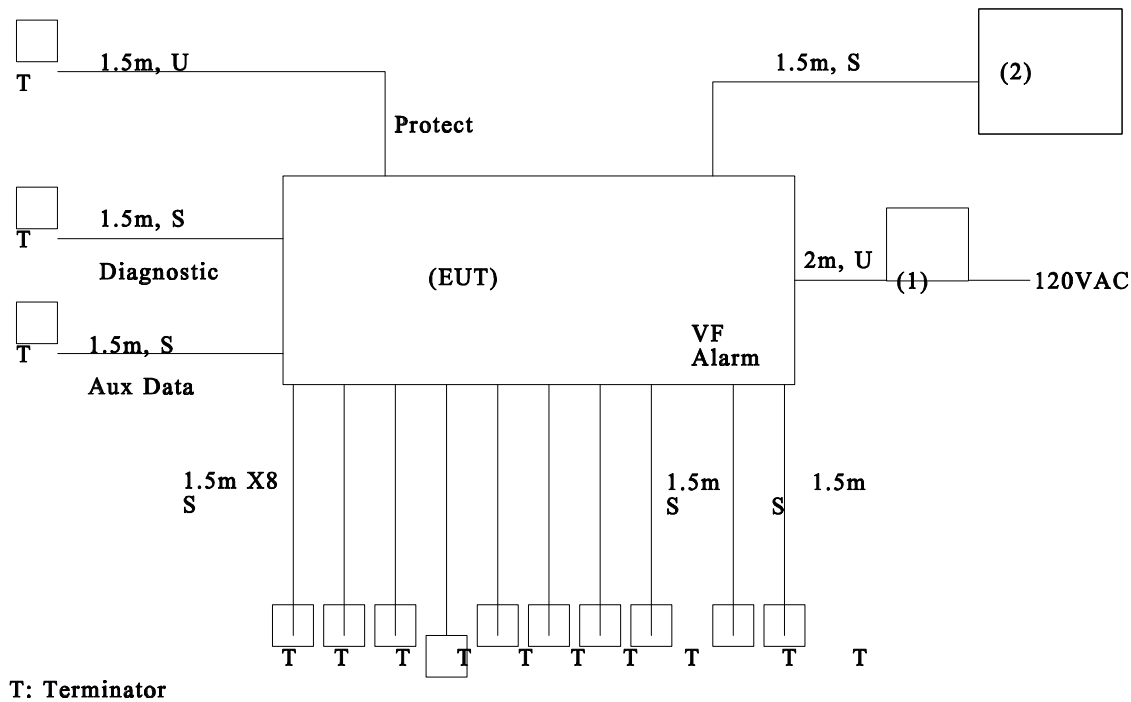 1.5m, U
T
Protect
1.5m, S
(2)
1.5m, S
T
Diagnostic
(EUT)
2m, U
(1)
120VAC
1.5m, S
T
Aux Data
VF
Alarm
1.5m X8
S
1.5m
S
1.5m
S
T T T T T T T T T T
T: Terminator